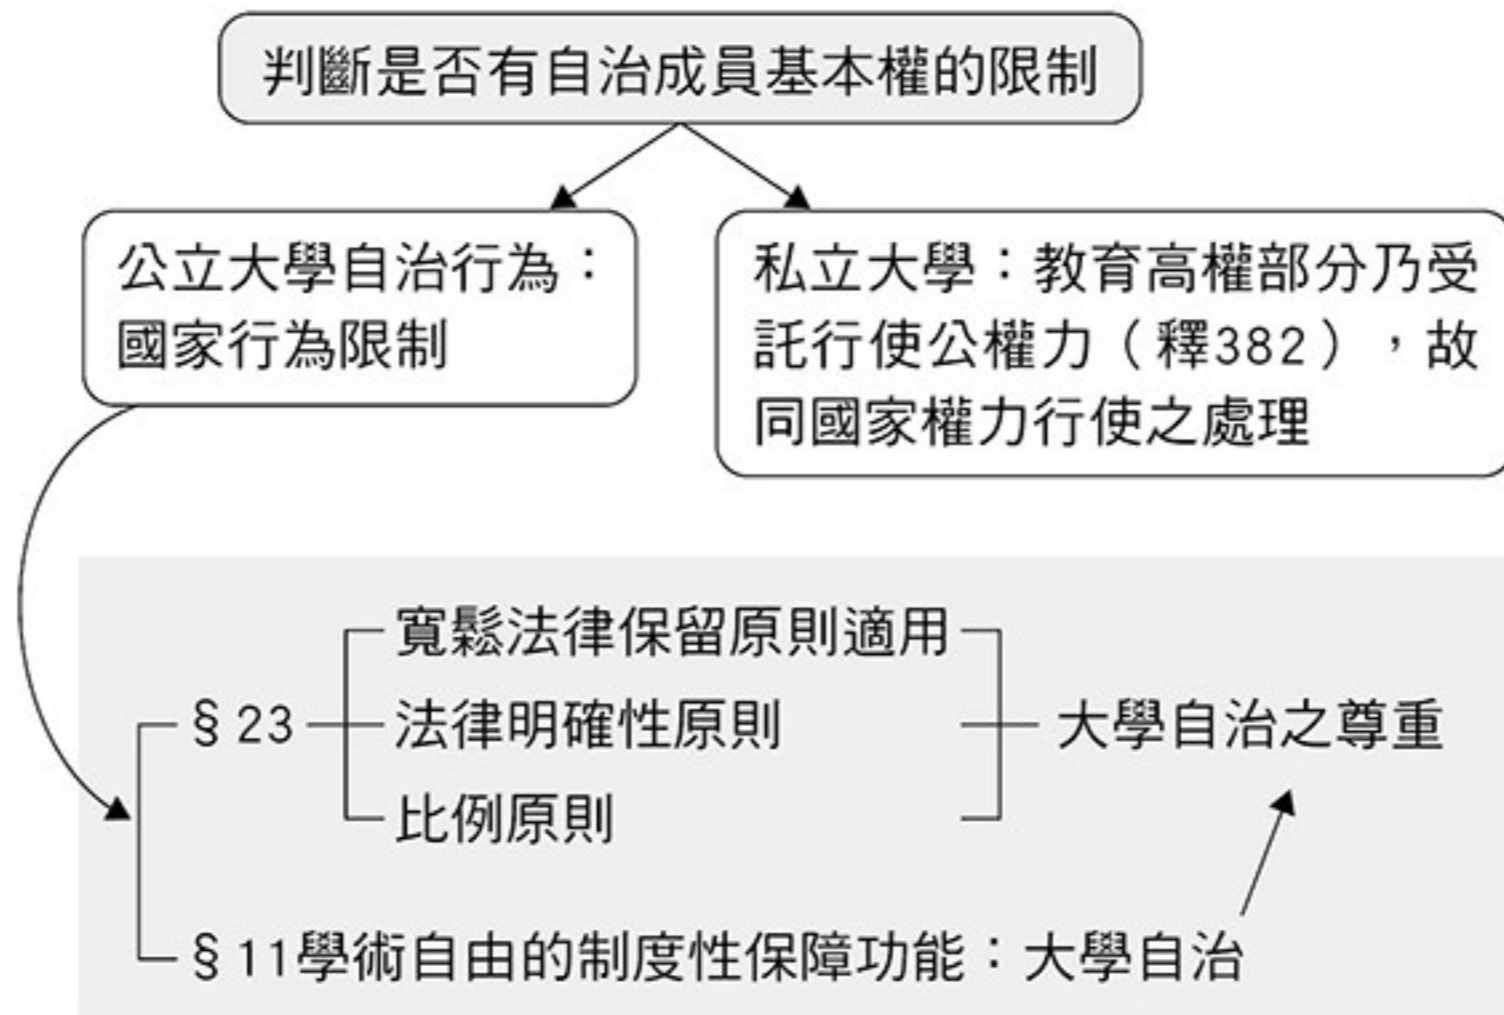 判斷是否有自治成員基本權的限制
公立大學自治行為：
國家行為限制
私立大學：教育高權部分乃受
託行使公權力（釋382），故
同國家權力行使之處理
寬鬆法律保留原則適用
§23
法律明確性原則
大學自治之尊重
比例原則
§11學術自由的制度性保障功能：大學自治